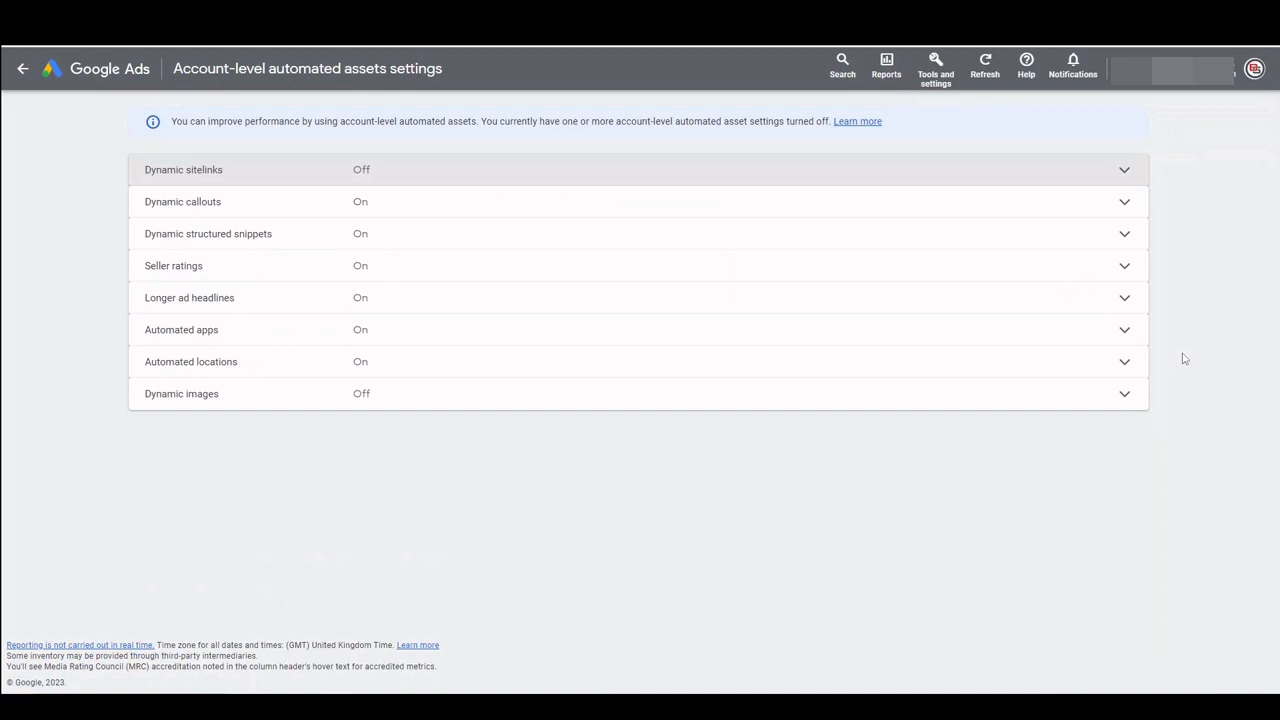 Google Ads
Account-level automated assets settings
Search
Reports
Tools and
settings
Refresh
Help
Notifications
You can improve performance by using account-level automated assets. You currently have one or more account-level automated asset settings turned off. Learn more
Dynamic sitelinks Off
Dynamic callouts On
Dynamic structured snippets On
Seller ratings On
Longer ad headlines On
Automated apps On
Automated locations On
Dynamic images Off
Reporting is not carried out in real time. Time zone for all dates and times: (GMT) United Kingdom Time. Learn more
Some inventory may be provided through third-party intermediaries.
You'll see Media Rating Council (MRC) accreditation noted in the column header's hover text for accredited metrics.
© Google, 2023.